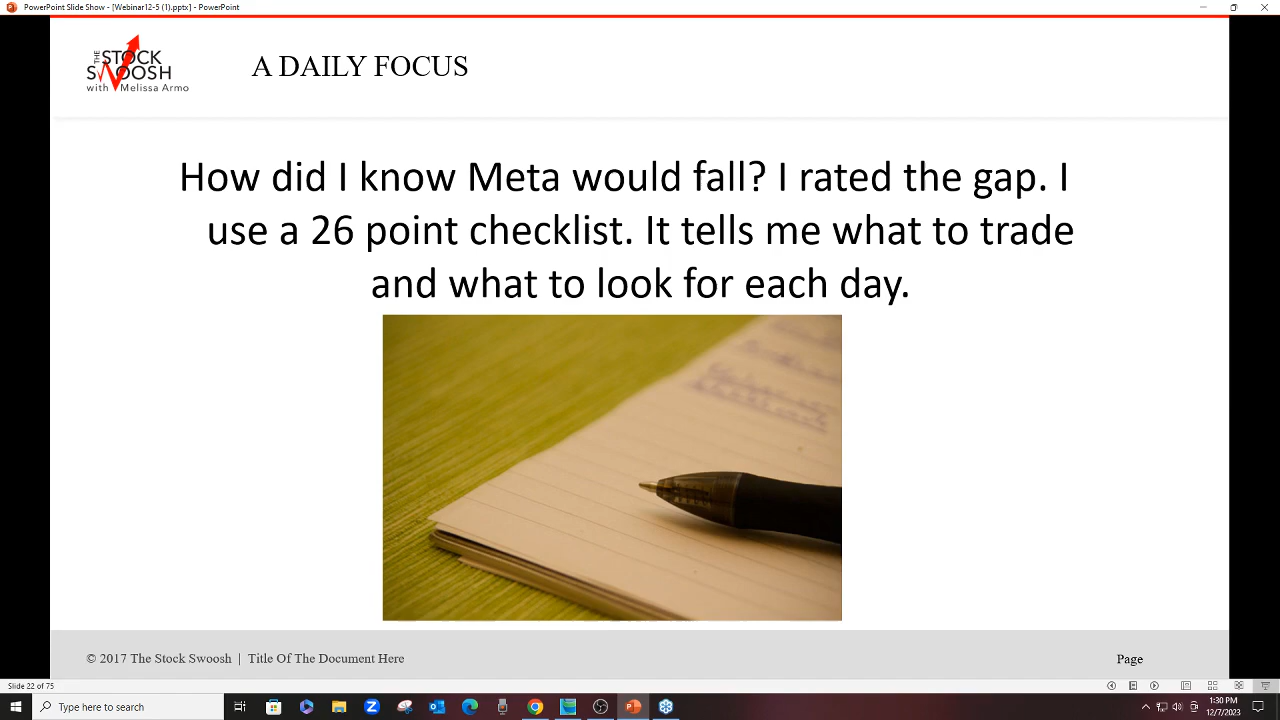 PowerPoint Slide Show - [Webinar12-5 (1).pptx] - PowerPoint
THE
STOCK
SWOOSH
with Melissa Armo
A DAILY FOCUS
How did I know Meta would fall? I rated the gap. I
use a 26 point checklist. It tells me what to trade
and what to look for each day.
© 2017 The Stock Swoosh | Title Of The Document Here
Page
Slide 22 of 75
Type here to search
1:30 PM
12/7/2023